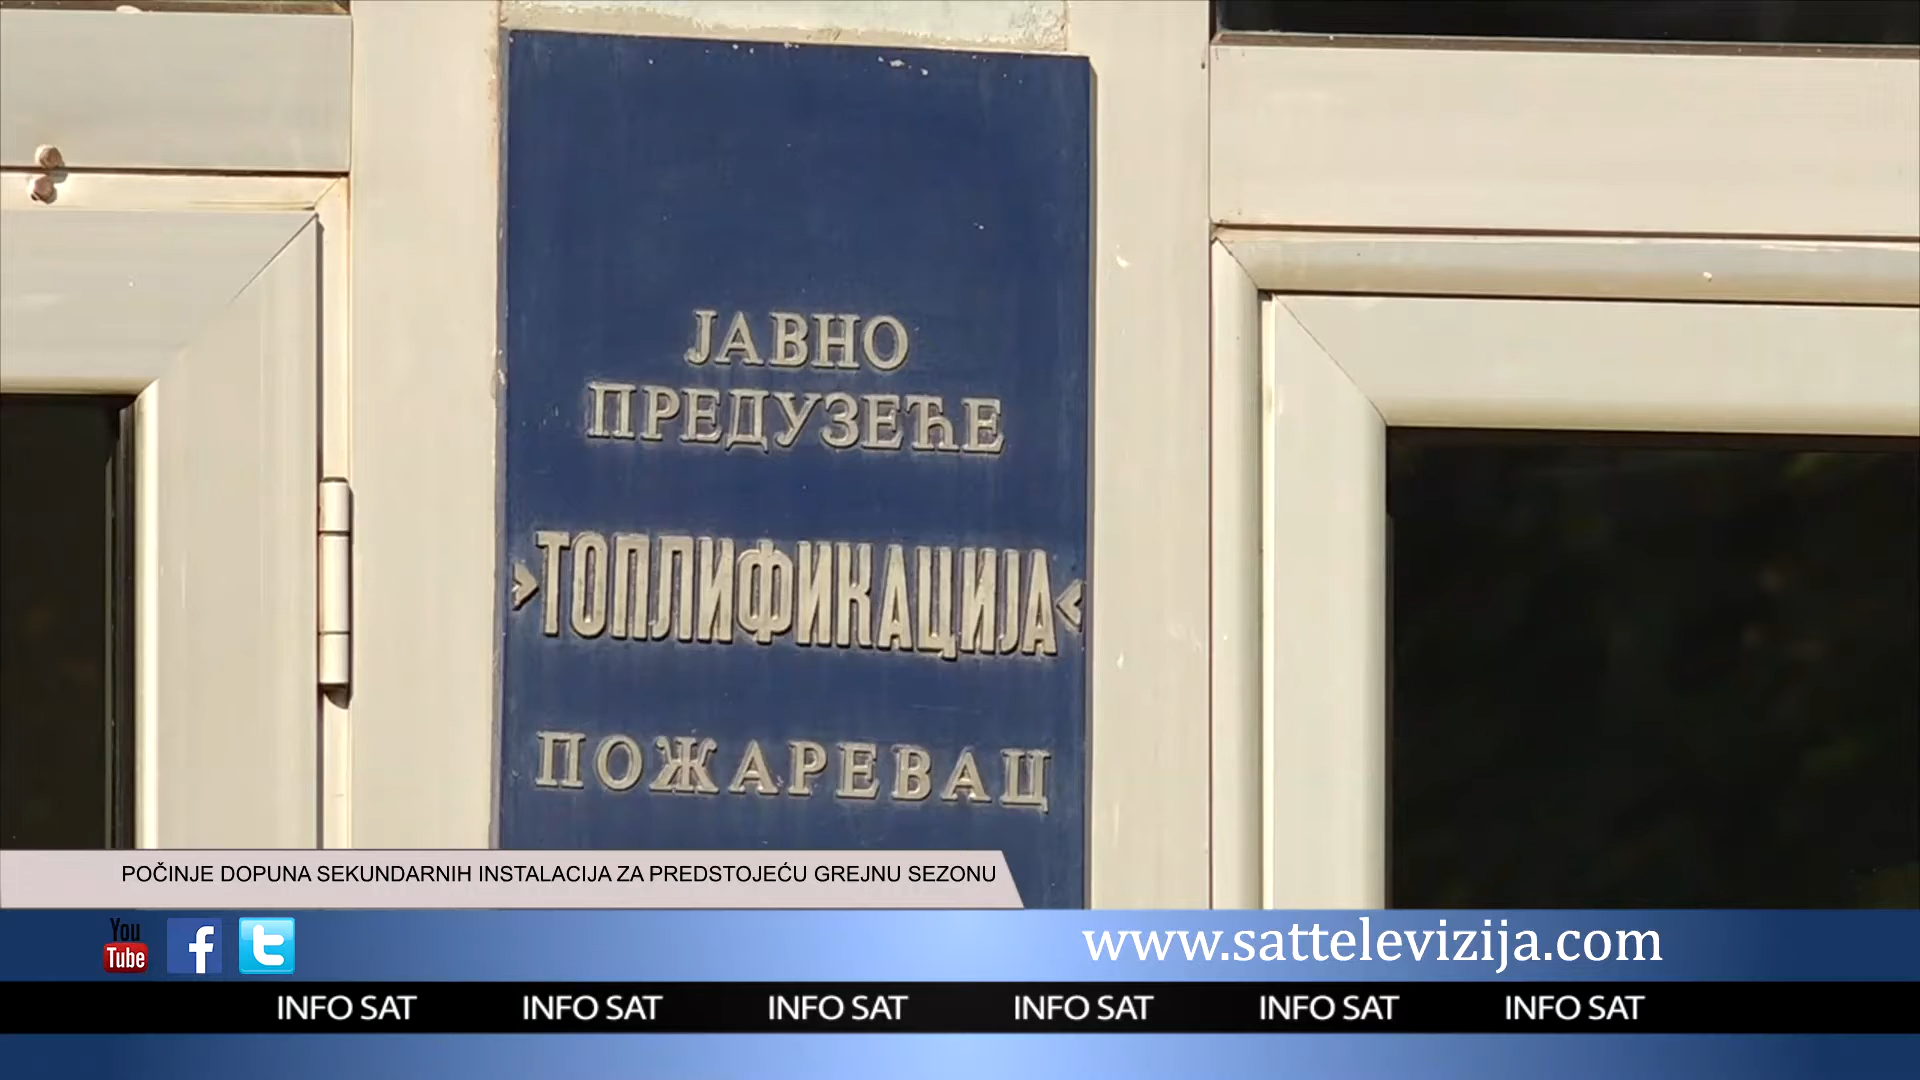 ЈАВНО
ПРЕДУЗЕЋЕ
>ТОПЛИФИКАЦИЈА<
ПОЖАРЕВАЦ
POČINJE DOPUNA SEKUNDARNIH INSTALACIJA ZA PREDSTOJEĆU GREJNU SEZONU
You Tube f t www.sattelevizija.com
INFO SAT INFO SAT INFO SAT INFO SAT INFO SAT INFO SAT